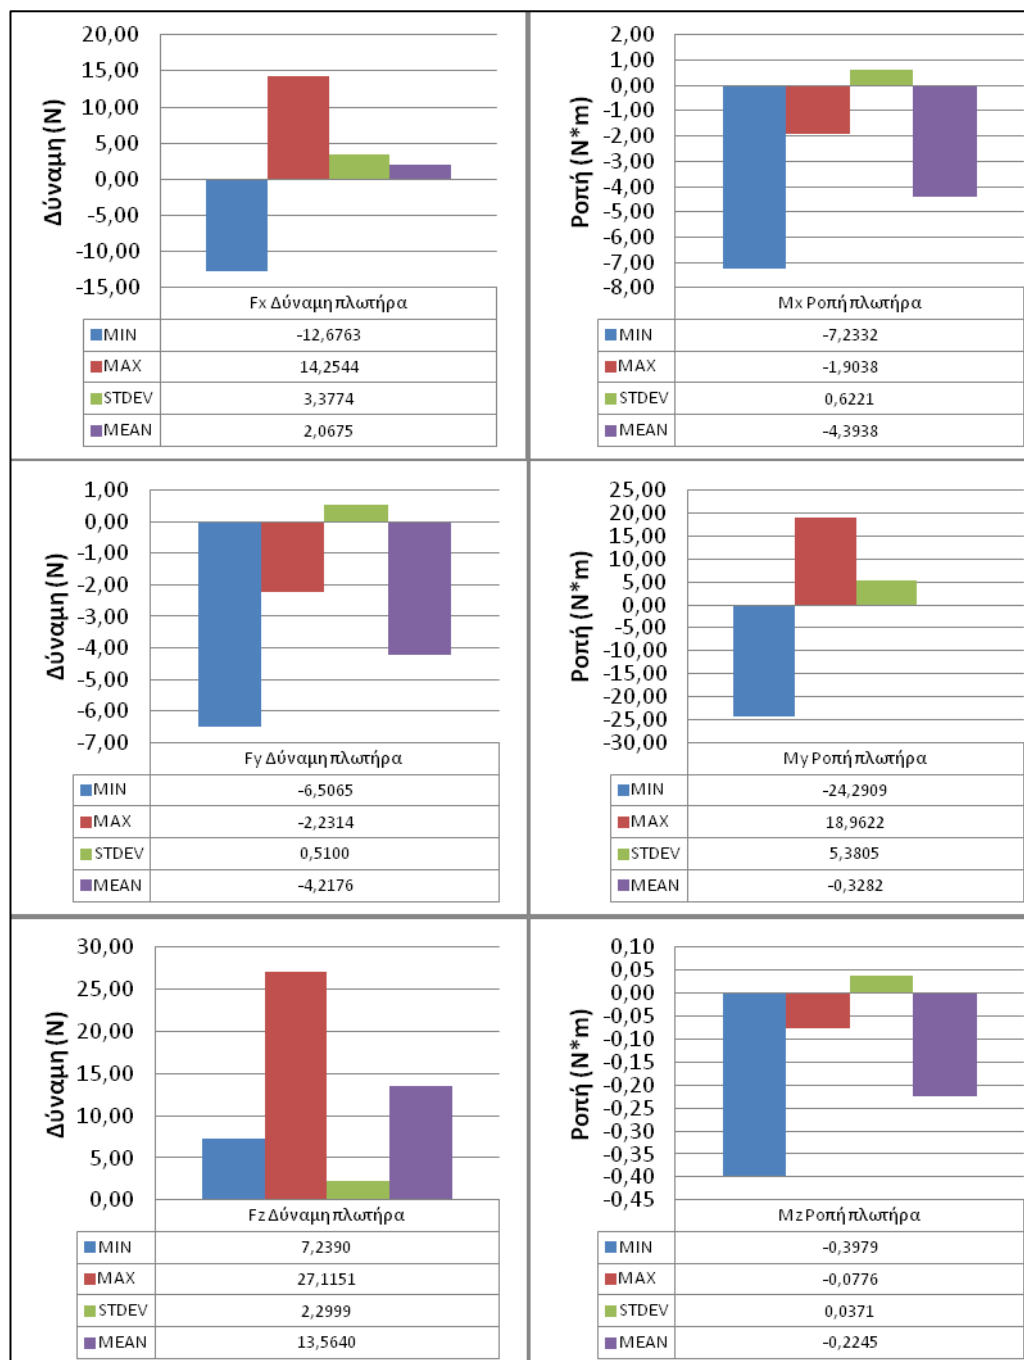 20,00
15,00
10,00
5,00
0,00
-5,00
-10,00
-15,00
Δύναμη (N)
Fx Δύναμη πλωτήρα
MIN -12,6763
MAX 14,2544
STDEV 3,3774
MEAN 2,0675
2,00
1,00
0,00
-1,00
-2,00
-3,00
-4,00
-5,00
-6,00
-7,00
-8,00
Ροπή (N*m)
Mx Ροπή πλωτήρα
MIN -7,2332
MAX -1,9038
STDEV 0,6221
MEAN -4,3938
1,00
0,00
-1,00
-2,00
-3,00
-4,00
-5,00
-6,00
-7,00
Δύναμη (N)
Fy Δύναμη πλωτήρα
MIN -6,5065
MAX -2,2314
STDEV 0,5100
MEAN -4,2176
25,00
20,00
15,00
10,00
5,00
0,00
-5,00
-10,00
-15,00
-20,00
-25,00
-30,00
Ροπή (N*m)
My Ροπή πλωτήρα
MIN -24,2909
MAX 18,9622
STDEV 5,3805
MEAN -0,3282
30,00
25,00
20,00
15,00
10,00
5,00
0,00
Δύναμη (N)
Fz Δύναμη πλωτήρα
MIN 7,2390
MAX 27,1151
STDEV 2,2999
MEAN 13,5640
0,10
0,05
0,00
-0,05
-0,10
-0,15
-0,20
-0,25
-0,30
-0,35
-0,40
-0,45
Ροπή (N*m)
Mz Ροπή πλωτήρα
MIN -0,3979
MAX -0,0776
STDEV 0,0371
MEAN -0,2245